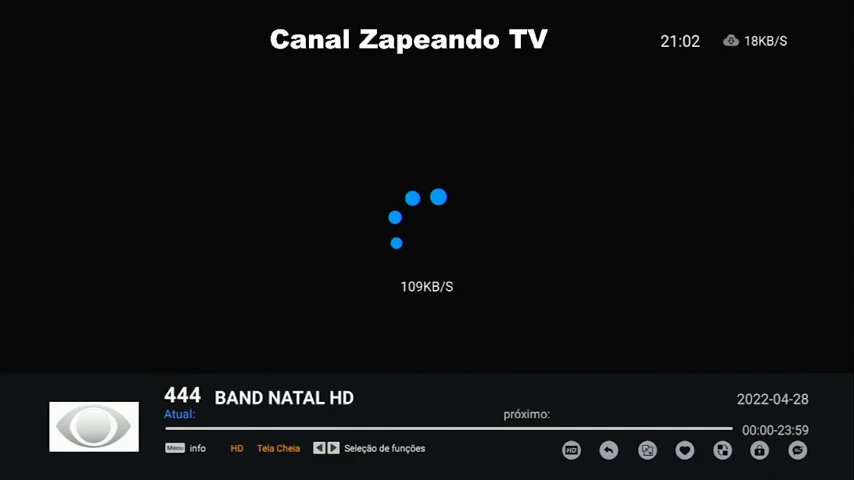 Canal Zapeando TV
21:02 18KB/S
109KB/S
444 BAND NATAL HD 2022-04-28
Atual: próximo:
00:00-23:59
Menu info HD Tela Cheia Seleção de funções HD